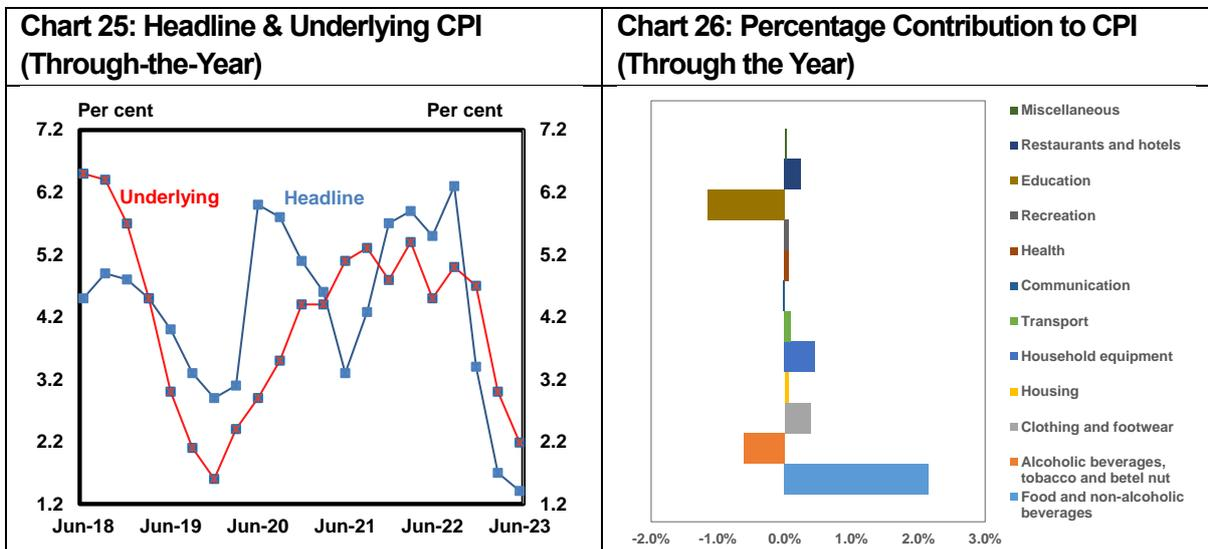 Chart 25: Headline & Underlying CPI
(Through-the-Year)
Per cent
Per cent
7.2
7.2
6.2
6.2
Underlying
Headline
5.2
5.2
4.2
4.2
3.2
3.2
2.2
2.2
1.2
1.2
Jun-18
Jun-19
Jun-20
Jun-21
Jun-22
Jun-23
Chart 26: Percentage Contribution to CPI
(Through the Year)
Miscellaneous
Restaurants and hotels
Education
Recreation
Health
Communication
Transport
Household equipment
Housing
Clothing and footwear
Alcoholic beverages,
tobacco and betel nut
Food and non-alcoholic
beverages
-2.0%
-1.0%
0.0%
1.0%
2.0%
3.0%